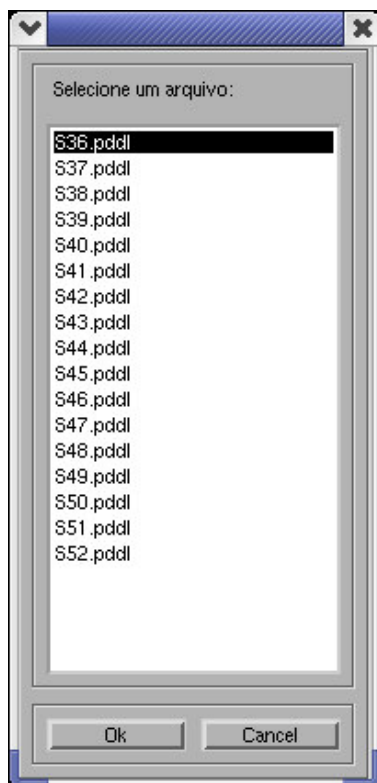 Selecione um arquivo:
S36.pddl
S37.pddl
S38.pddl
S39.pddl
S40.pddl
S41.pddl
S42.pddl
S43.pddl
S44.pddl
S45.pddl
S46.pddl
S47.pddl
S48.pddl
S49.pddl
S50.pddl
S51.pddl
S52.pddl
Ok Cancel